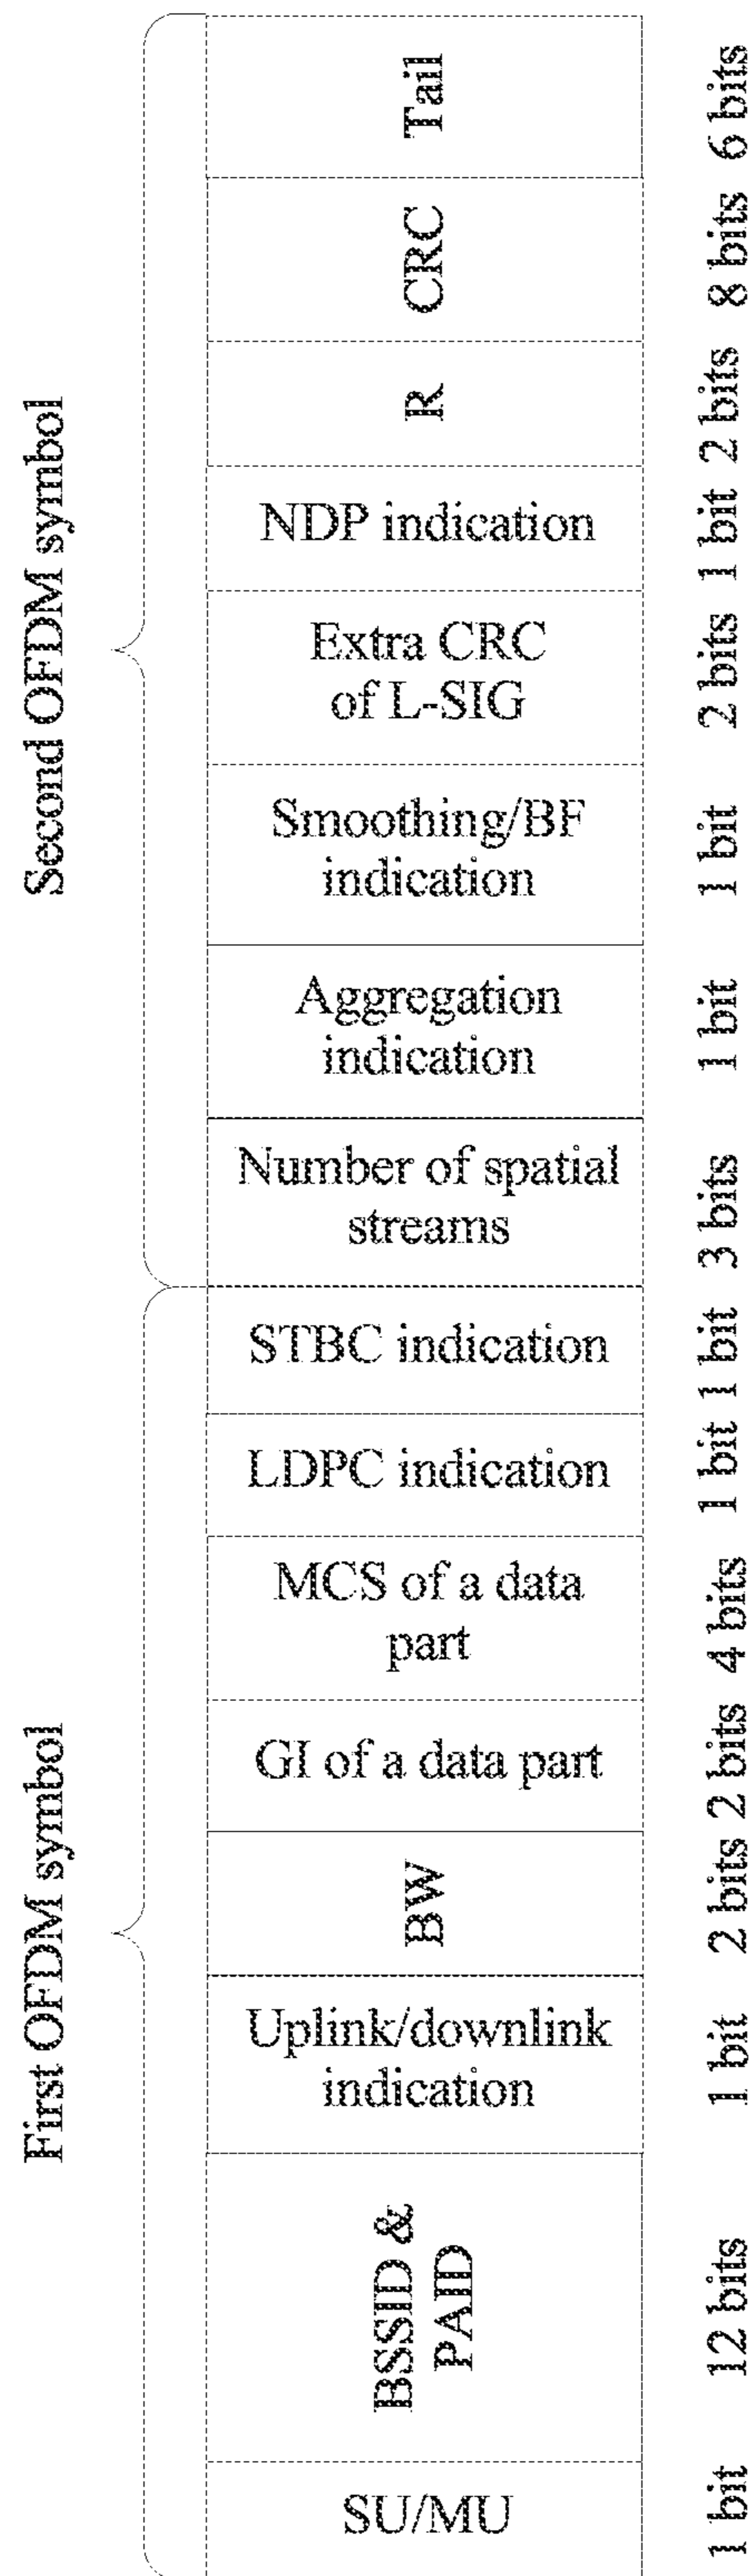 Second OFDM symbol
Tail
6 bits
CRC
8 bits
R
2 bits
NDP indication
1 bit
Extra CRC
of L-SIG
2 bits
Smoothing/BF
indication
1 bit
Aggregation
indication
1 bit
Number of spatial
streams
3 bits
First OFDM symbol
STBC indication
1 bit
LDPC indication
1 bit
MCS of a data
part
4 bits
GI of a data part
2 bits
BW
2 bits
Uplink/downlink
indication
1 bit
BSSID &
PAID
12 bits
SU/MU
1 bit